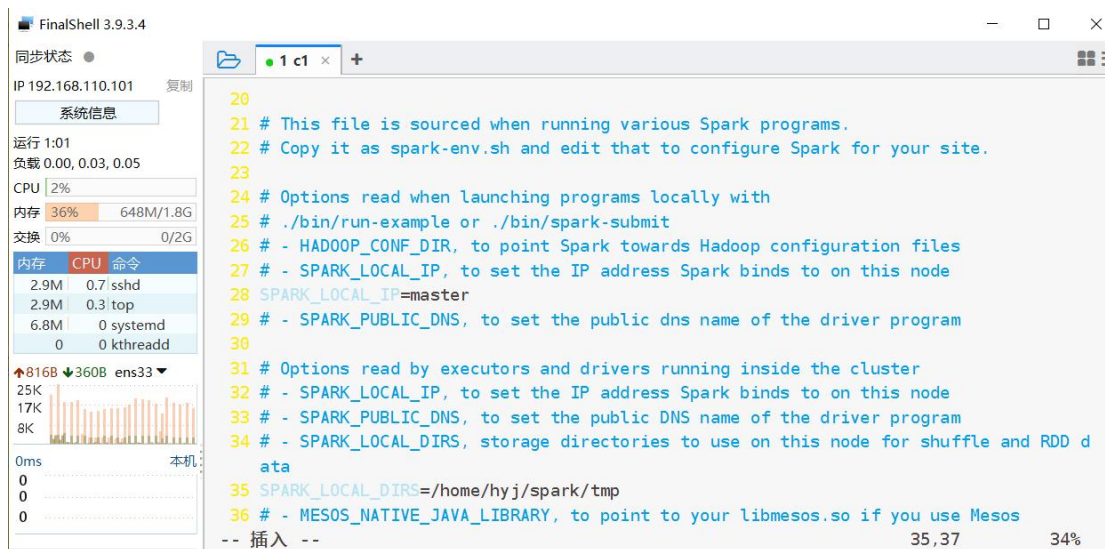 FinalShell 3.9.3.4
同步状态
IP 192.168.110.101 复制
系统信息
运行 1:01
负载 0.00, 0.03, 0.05
CPU 2%
内存 36% 648M/1.8G
交换 0% 0/2G
内存 CPU 命令
2.9M 0.7 sshd
2.9M 0.3 top
6.8M 0 systemd
0 0 kthreadd
816B 360B ens33
25K
17K
8K
0ms 本机
0
0
0
1 c1 × +
20
21 # This file is sourced when running various Spark programs.
22 # Copy it as spark-env.sh and edit that to configure Spark for your site.
23
24 # Options read when launching programs locally with
25 # ./bin/run-example or ./bin/spark-submit
26 # - HADOOP_CONF_DIR, to point Spark towards Hadoop configuration files
27 # - SPARK_LOCAL_IP, to set the IP address Spark binds to on this node
28 SPARK_LOCAL_IP=master
29 # - SPARK_PUBLIC_DNS, to set the public dns name of the driver program
30
31 # Options read by executors and drivers running inside the cluster
32 # - SPARK_LOCAL_IP, to set the IP address Spark binds to on this node
33 # - SPARK_PUBLIC_DNS, to set the public DNS name of the driver program
34 # - SPARK_LOCAL_DIRS, storage directories to use on this node for shuffle and RDD d
ata
35 SPARK_LOCAL_DIRS=/home/hyj/spark/tmp
36 # - MESOS_NATIVE_JAVA_LIBRARY, to point to your libmesos.so if you use Mesos
-- 插入 -- 35,37 34%